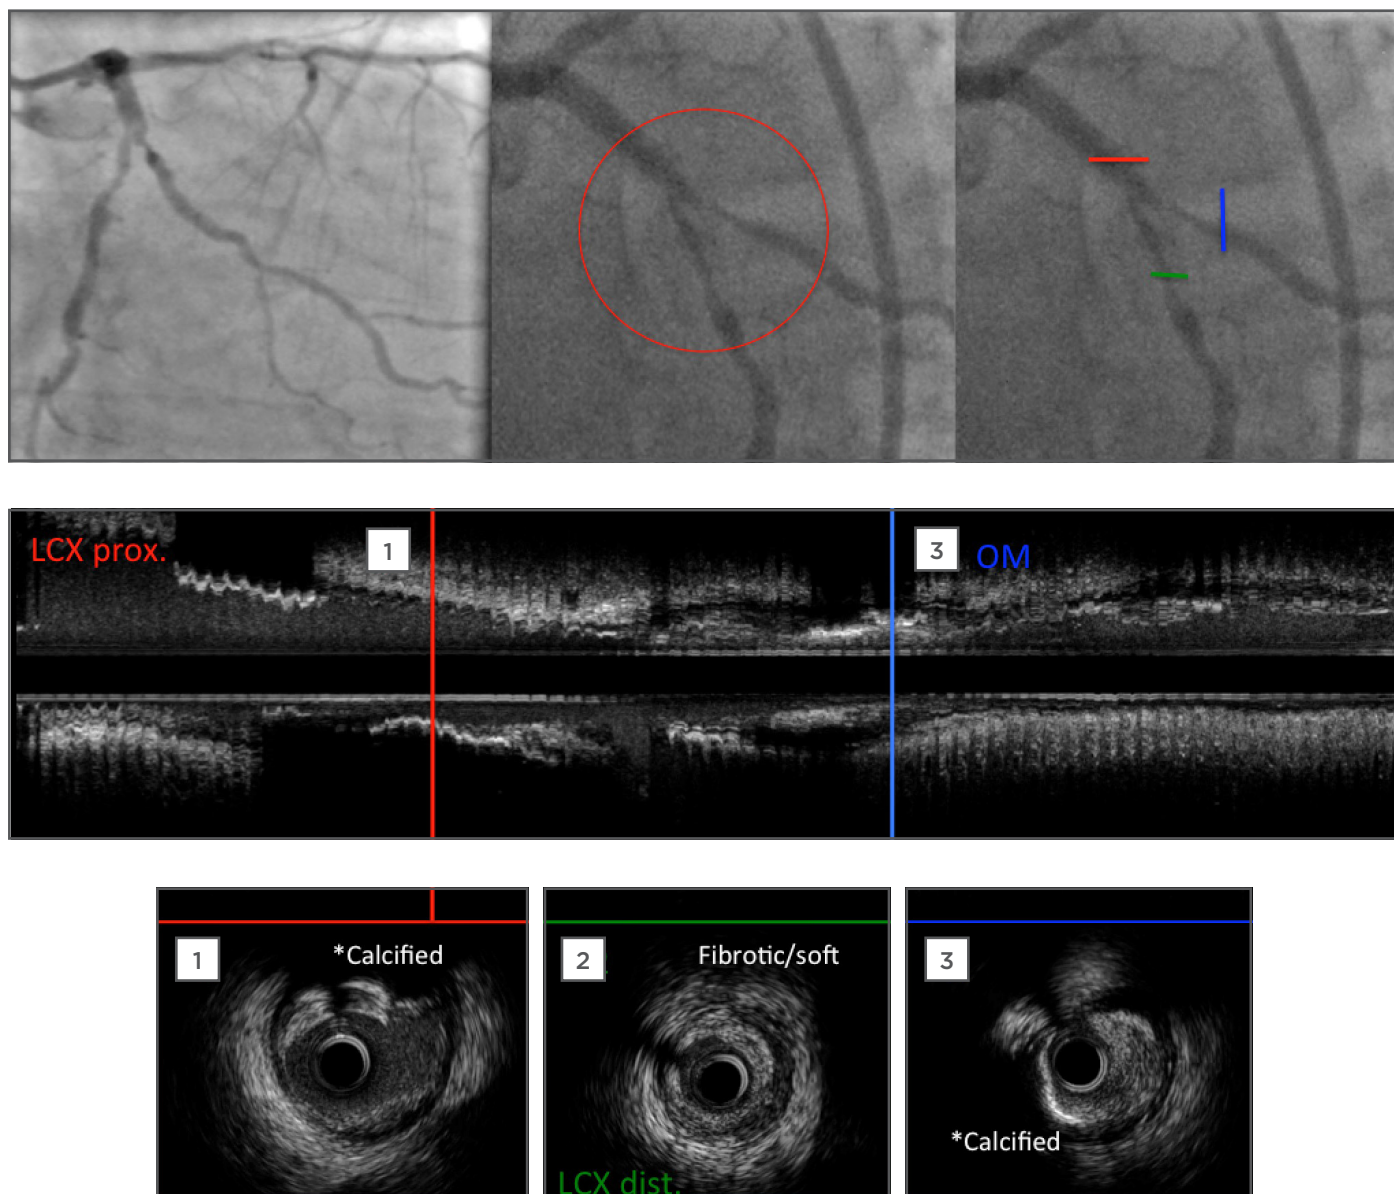 LCX prox.
1
3
OM
1
*Calcified
2
Fibrotic/soft
LCX dist.
3
*Calcified